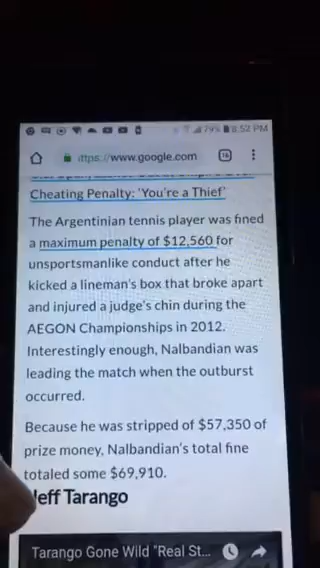 79% 8:52 PM
https://www.google.com
Cheating Penalty: 'You're a Thief'
The Argentinian tennis player was fined
a maximum penalty of $12,560 for
unsportsmanlike conduct after he
kicked a lineman's box that broke apart
and injured a judge's chin during the
AEGON Championships in 2012.
Interestingly enough, Nalbandian was
leading the match when the outburst
occurred.
Because he was stripped of $57,350 of
prize money, Nalbandian's total fine
totaled some $69,910.
Jeff Tarango
Tarango Gone Wild "Real St...